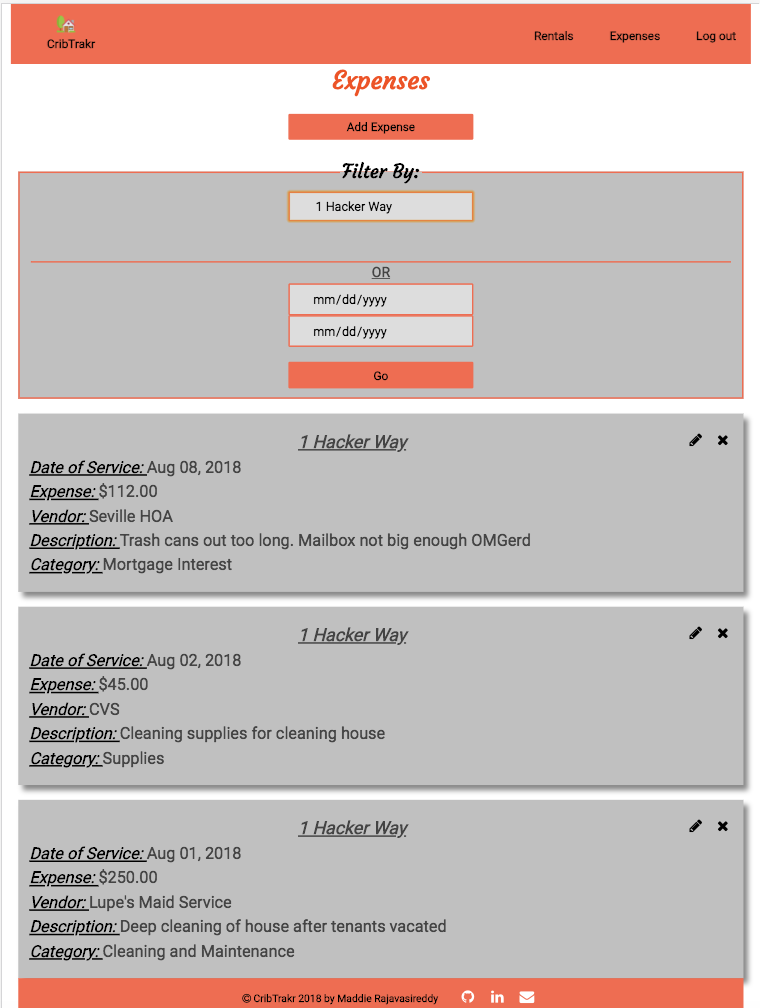 CribTrakr
Rentals Expenses Log out
Expenses
Add Expense
Filter By:
1 Hacker Way
OR
mm/dd/yyyy
mm/dd/yyyy
Go
1 Hacker Way
Date of Service: Aug 08, 2018
Expense: $112.00
Vendor: Seville HOA
Description: Trash cans out too long. Mailbox not big enough OMGerd
Category: Mortgage Interest
1 Hacker Way
Date of Service: Aug 02, 2018
Expense: $45.00
Vendor: CVS
Description: Cleaning supplies for cleaning house
Category: Supplies
1 Hacker Way
Date of Service: Aug 01, 2018
Expense: $250.00
Vendor: Lupe's Maid Service
Description: Deep cleaning of house after tenants vacated
Category: Cleaning and Maintenance
© CribTrakr 2018 by Maddie Rajavasireddy